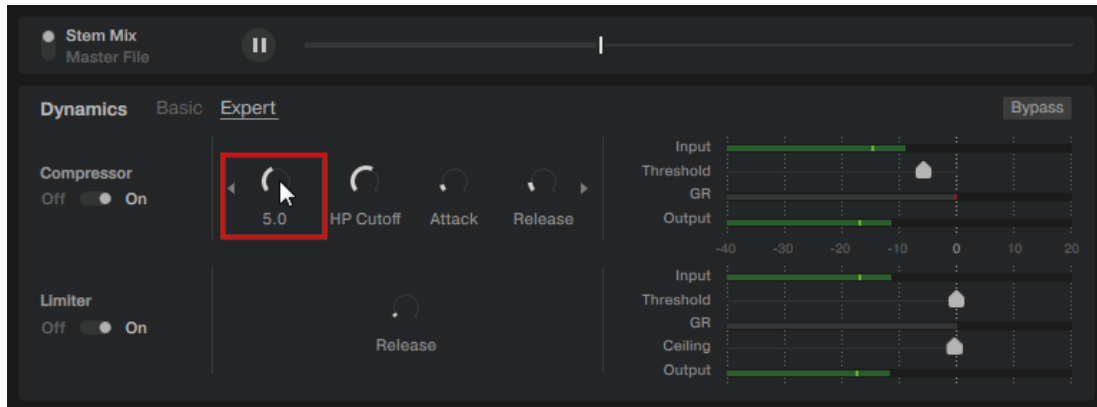 Stem Mix
Master File
Dynamics Basic Expert Bypass
Compressor
Off On
5.0 HP Cutoff Attack Release
Input
Threshold
GR
Output
-40 -30 -20 -10 0 10 20
Limiter
Off On
Release
Input
Threshold
GR
Ceiling
Output